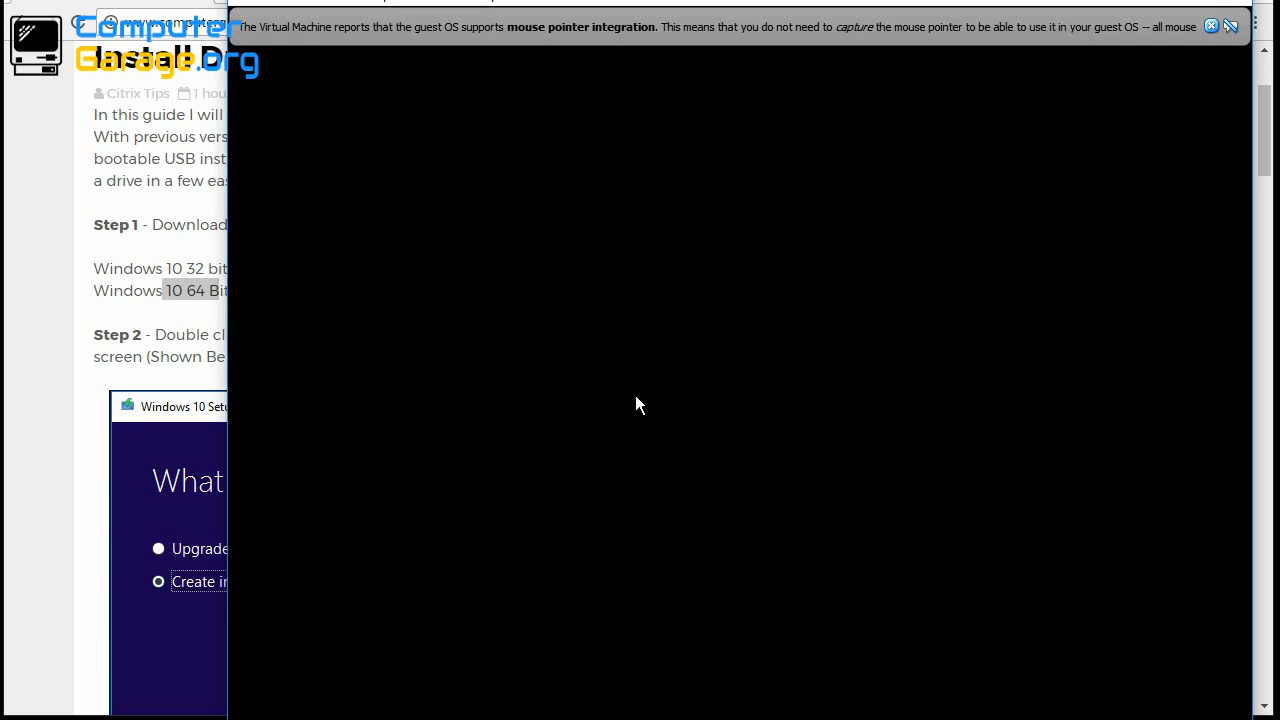 The Virtual Machine reports that the guest OS supports mouse pointer integration. This means that you do not need to capture the mouse pointer to be able to use it in your guest OS -- all mouse
Computer
Garage.org
Install
Citrix Tips 1 hou
In this guide I will
With previous vers
bootable USB inst
a drive in a few eas
Step 1 - Download
Windows 10 32 bit
Windows 10 64 Bit
Step 2 - Double cl
screen (Shown Be
Windows 10 Setu
What
Upgrade
Create in